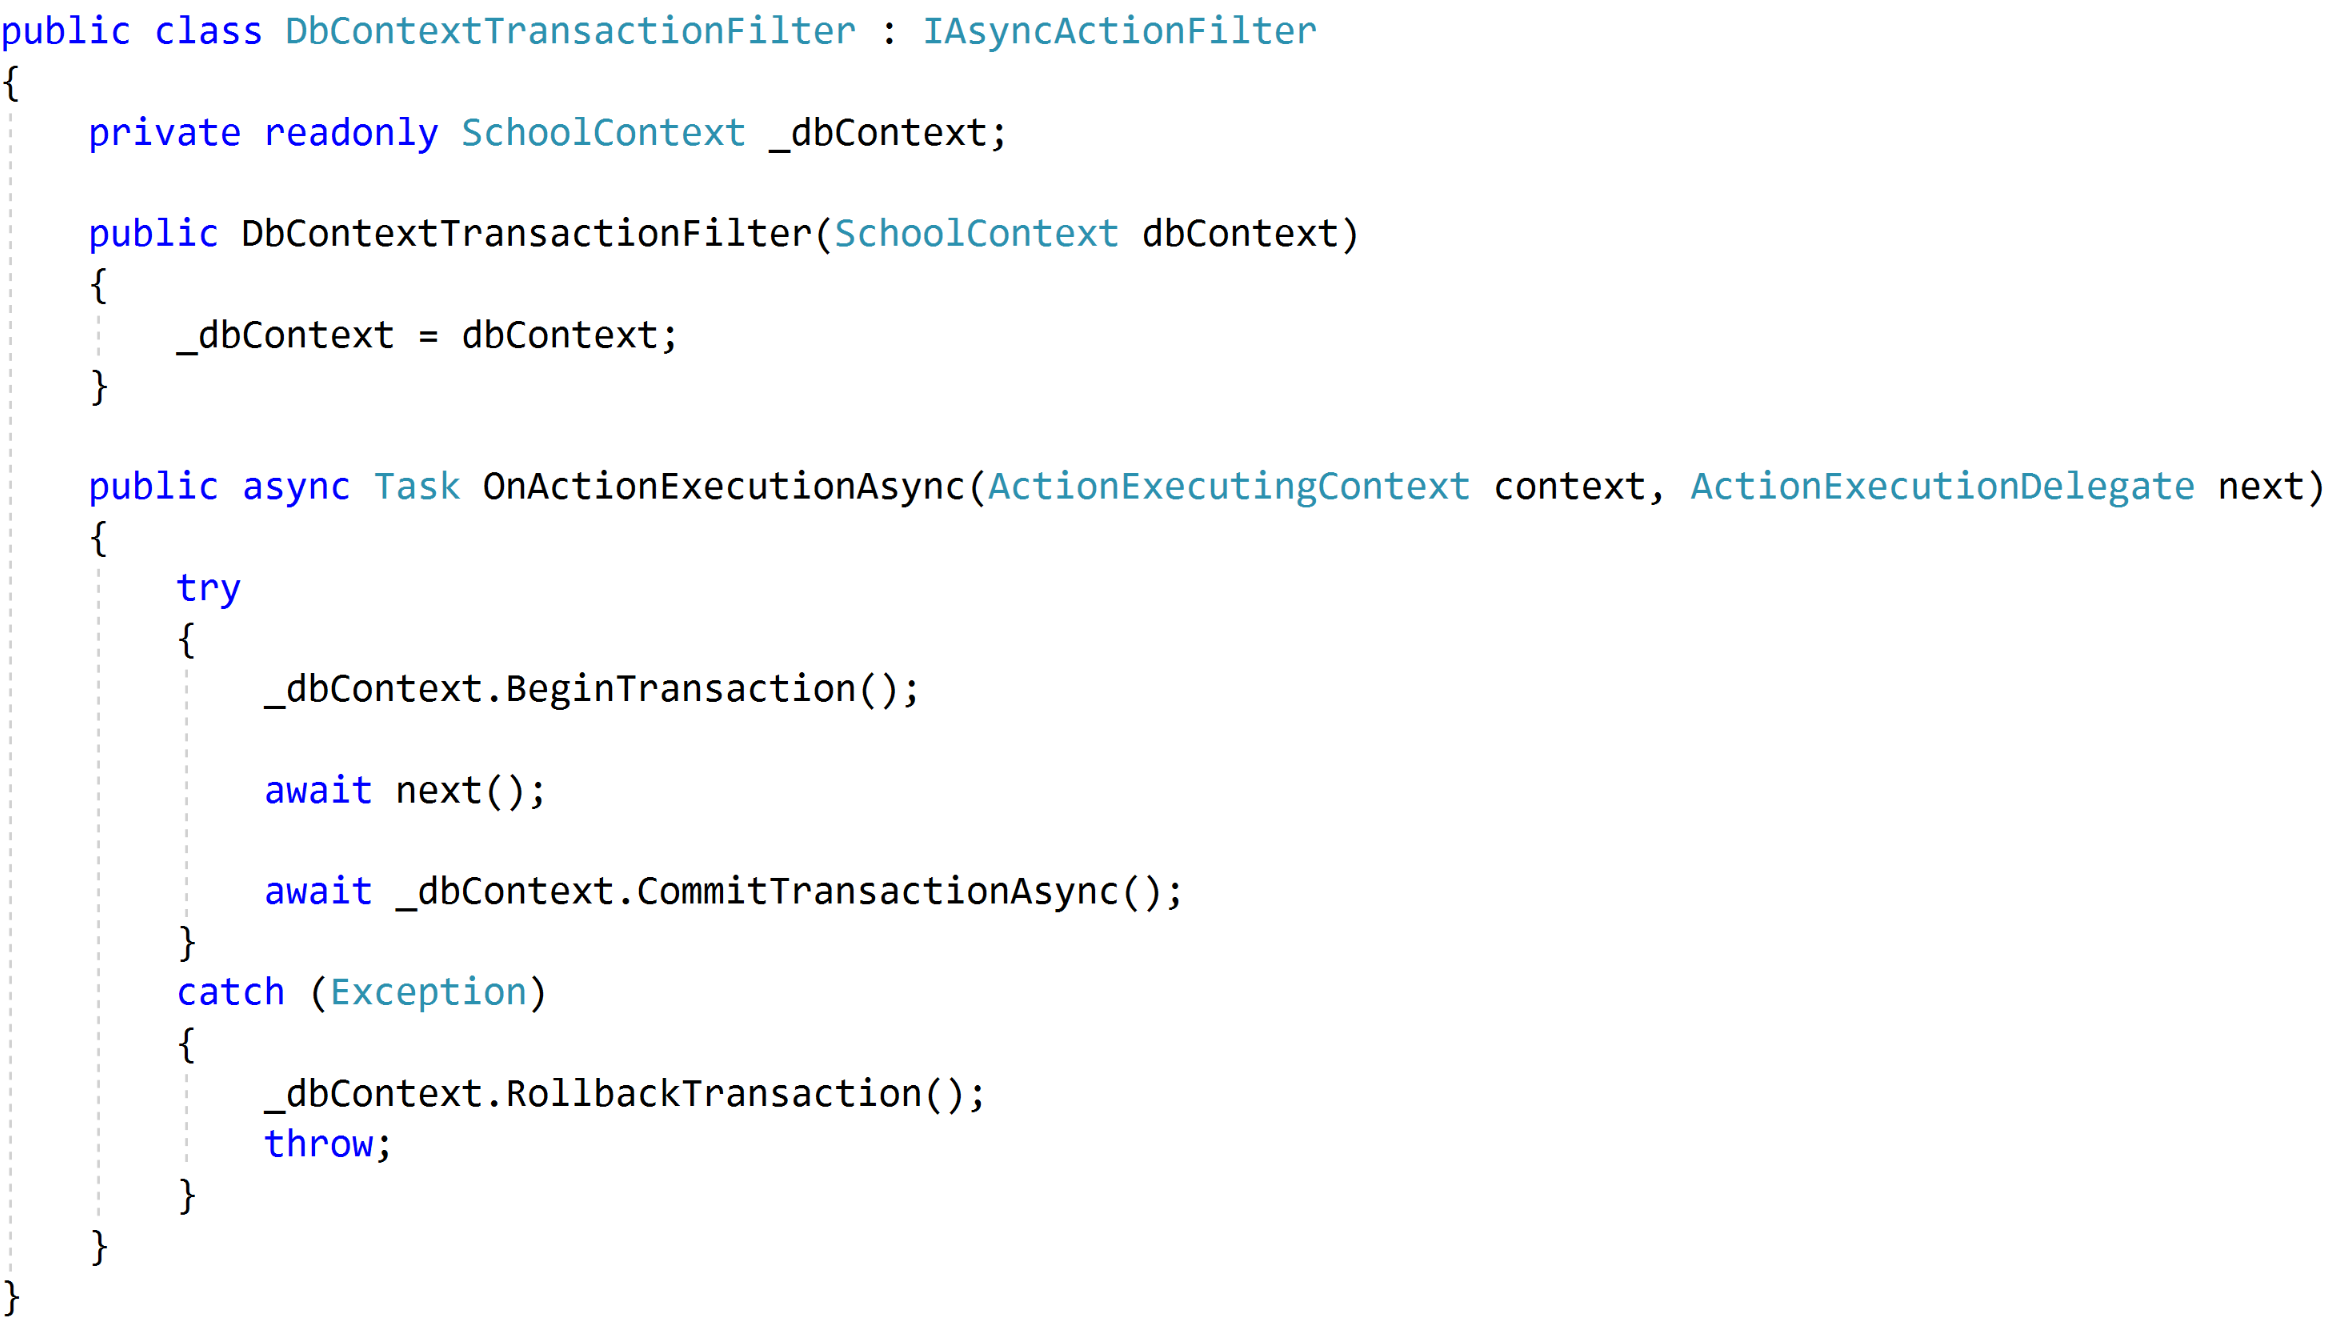 public class DbContextTransactionFilter : IAsyncActionFilter
{
    private readonly SchoolContext _dbContext;

    public DbContextTransactionFilter(SchoolContext dbContext)
    {
        _dbContext = dbContext;
    }

    public async Task OnActionExecutionAsync(ActionExecutingContext context, ActionExecutionDelegate next)
    {
        try
        {
            _dbContext.BeginTransaction();

            await next();

            await _dbContext.CommitTransactionAsync();
        }
        catch (Exception)
        {
            _dbContext.RollbackTransaction();
            throw;
        }
    }
}